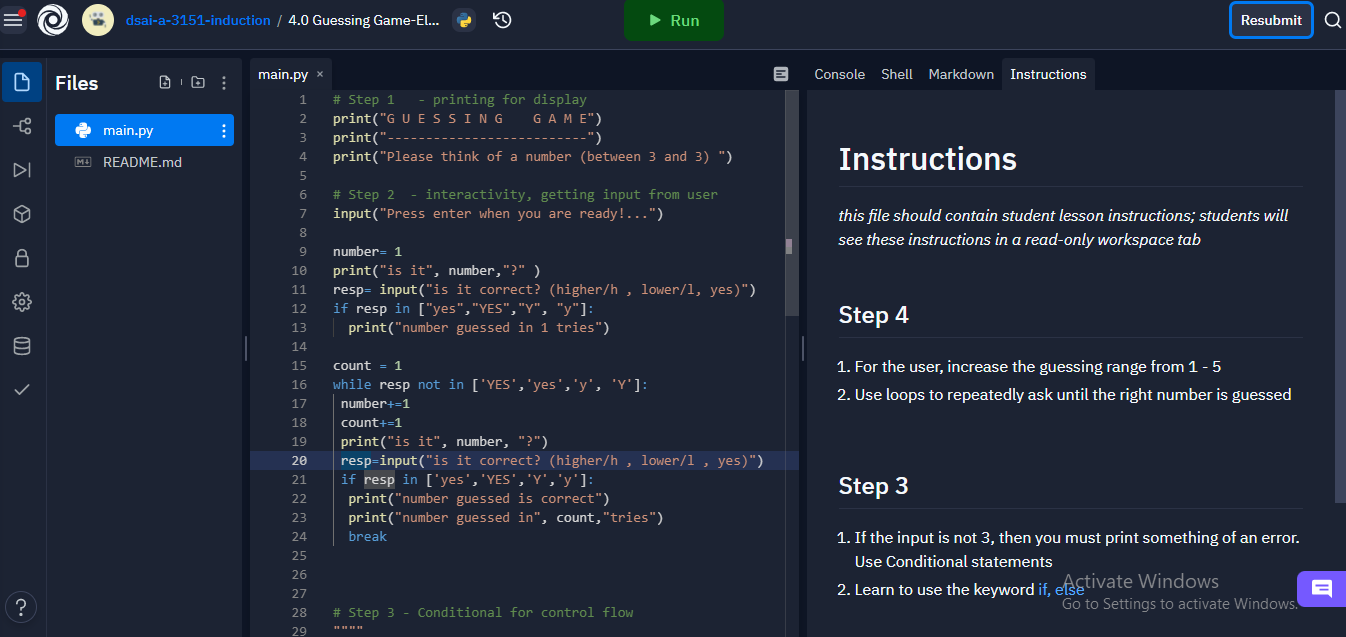 dsai-a-3151-induction / 4.0 Guessing Game-El...
Run
Resubmit
Files
main.py
README.md
main.py ×
1 # Step 1   - printing for display
2 print("G U E S S I N G    G A M E")
3 print("--------------------------")
4 print("Please think of a number (between 3 and 3) ")
5
6 # Step 2  - interactivity, getting input from user
7 input("Press enter when you are ready!...")
8
9 number= 1
10 print("is it", number,"?" )
11 resp= input("is it correct? (higher/h , lower/l, yes)")
12 if resp in ["yes","YES","Y", "y"]:
13   print("number guessed in 1 tries")
14
15 count = 1
16 while resp not in ['YES','yes','y', 'Y']:
17  number+=1
18  count+=1
19  print("is it", number, "?")
20  resp=input("is it correct? (higher/h , lower/l , yes)")
21  if resp in ['yes','YES','Y','y']:
22   print("number guessed is correct")
23   print("number guessed in", count,"tries")
24   break
25
26
27
28 # Step 3 - Conditional for control flow
29 """"
Console Shell Markdown Instructions
Instructions
this file should contain student lesson instructions; students will
see these instructions in a read-only workspace tab
Step 4
1. For the user, increase the guessing range from 1 - 5
2. Use loops to repeatedly ask until the right number is guessed
Step 3
1. If the input is not 3, then you must print something of an error.
Use Conditional statements
2. Learn to use the keyword if, else
Activate Windows
Go to Settings to activate Windows.